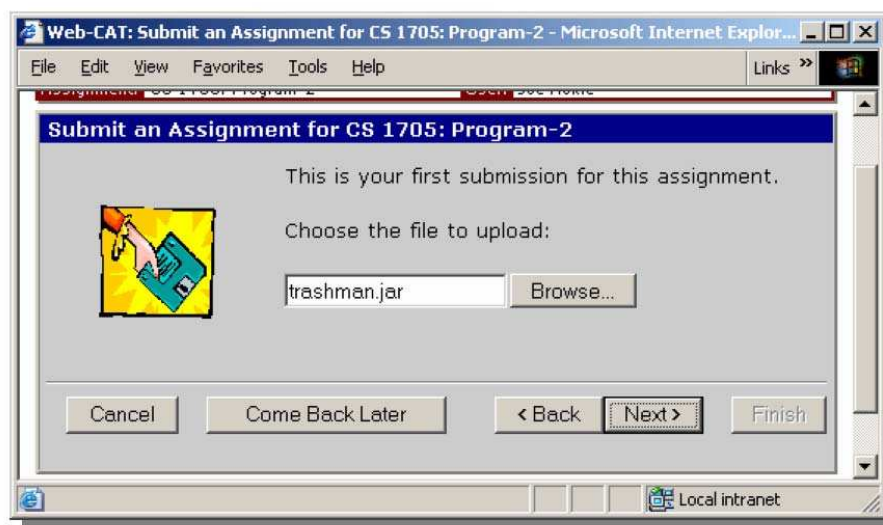 Web-CAT: Submit an Assignment for CS 1705: Program-2 - Microsoft Internet Explor...
File Edit View Favorites Tools Help Links »
Submit an Assignment for CS 1705: Program-2
This is your first submission for this assignment.
Choose the file to upload:
trashman.jar Browse...
Cancel Come Back Later < Back Next > Finish
Local intranet